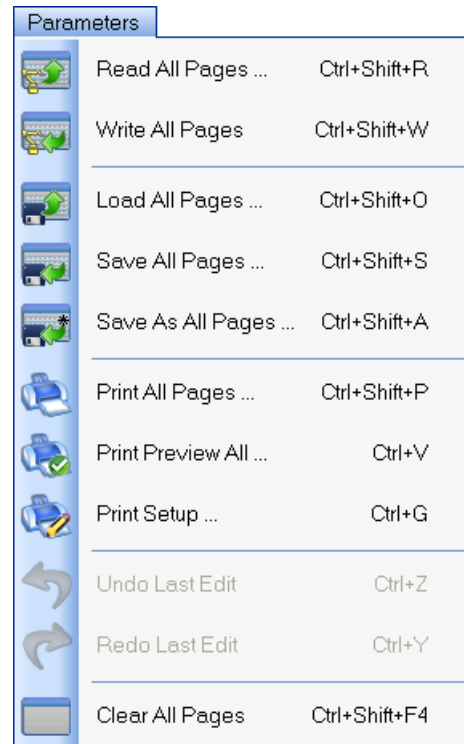 Parameters
Read All Pages ... Ctrl+Shift+R
Write All Pages Ctrl+Shift+W
Load All Pages ... Ctrl+Shift+O
Save All Pages ... Ctrl+Shift+S
Save As All Pages ... Ctrl+Shift+A
Print All Pages ... Ctrl+Shift+P
Print Preview All ... Ctrl+V
Print Setup ... Ctrl+G
Undo Last Edit Ctrl+Z
Redo Last Edit Ctrl+Y
Clear All Pages Ctrl+Shift+F4